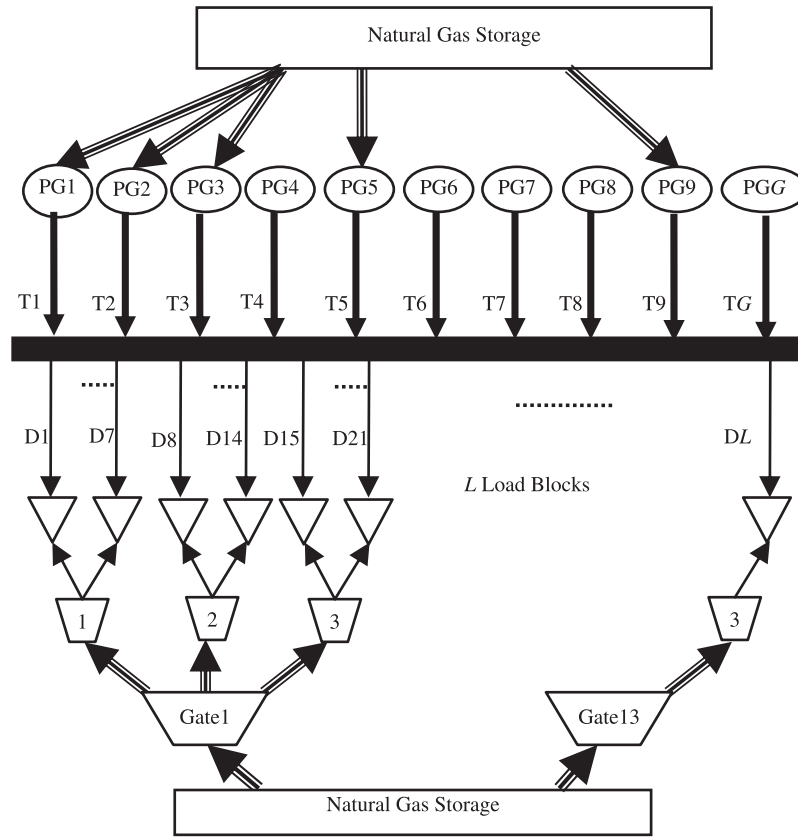 Natural Gas Storage
PG1 PG2 PG3 PG4 PG5 PG6 PG7 PG8 PG9 PGG
T1 T2 T3 T4 T5 T6 T7 T8 T9 TG
D1 D7 D8 D14 D15 D21 DL
L Load Blocks
1 2 3 3
Gate1 Gate13
Natural Gas Storage